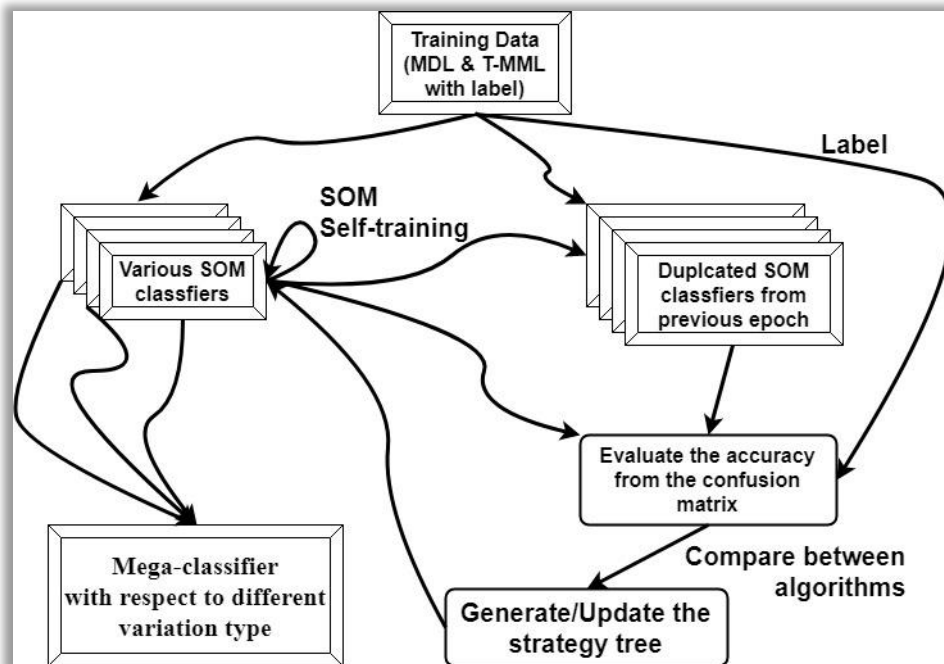 Training Data
(MDL & T-MML
with label)
Label
SOM
Self-training
Various SOM
classfiers
Duplcated SOM
classfiers from
previous epoch
Evaluate the accuracy
from the confusion
matrix
Compare between
algorithms
Mega-classifier
with respect to different
variation type
Generate/Update the
strategy tree